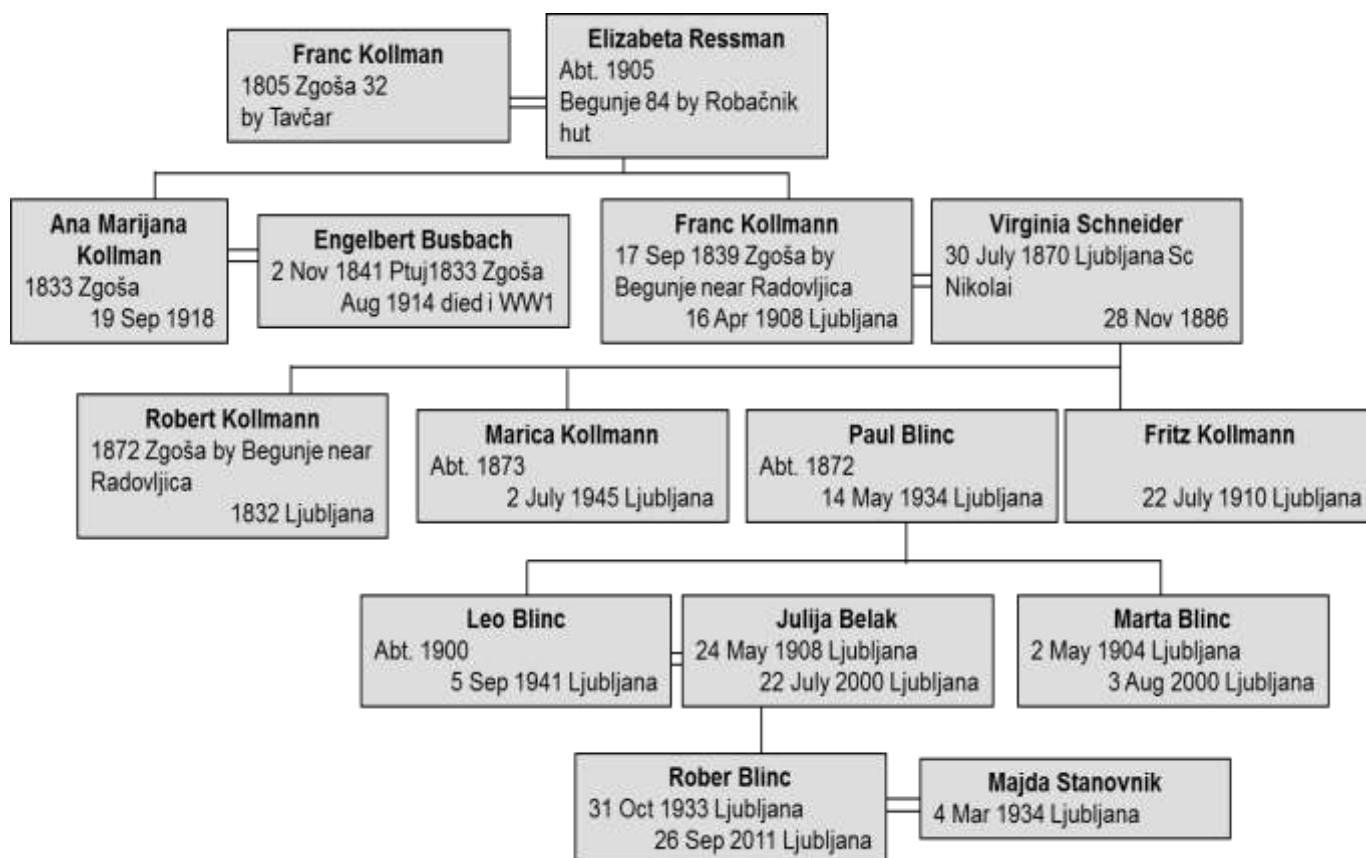 Franc Kollman
1805 Zgoša 32
by Tavčar
Elizabeta Ressman
Abt. 1905
Begunje 84 by Robačnik
hut
Ana Marijana
Kollman
1833 Zgoša
19 Sep 1918
Engelbert Busbach
2 Nov 1841 Ptuj1833 Zgoša
Aug 1914 died i WW1
Franc Kollmann
17 Sep 1839 Zgoša by
Begunje near Radovljica
16 Apr 1908 Ljubljana
Virginia Schneider
30 July 1870 Ljubljana Sc
Nikolai
28 Nov 1886
Robert Kollmann
1872 Zgoša by Begunje near
Radovljica
1832 Ljubljana
Marica Kollmann
Abt. 1873
2 July 1945 Ljubljana
Paul Blinc
Abt. 1872
14 May 1934 Ljubljana
Fritz Kollmann
22 July 1910 Ljubljana
Leo Blinc
Abt. 1900
5 Sep 1941 Ljubljana
Julija Belak
24 May 1908 Ljubljana
22 July 2000 Ljubljana
Marta Blinc
2 May 1904 Ljubljana
3 Aug 2000 Ljubljana
Rober Blinc
31 Oct 1933 Ljubljana
26 Sep 2011 Ljubljana
Majda Stanovnik
4 Mar 1934 Ljubljana